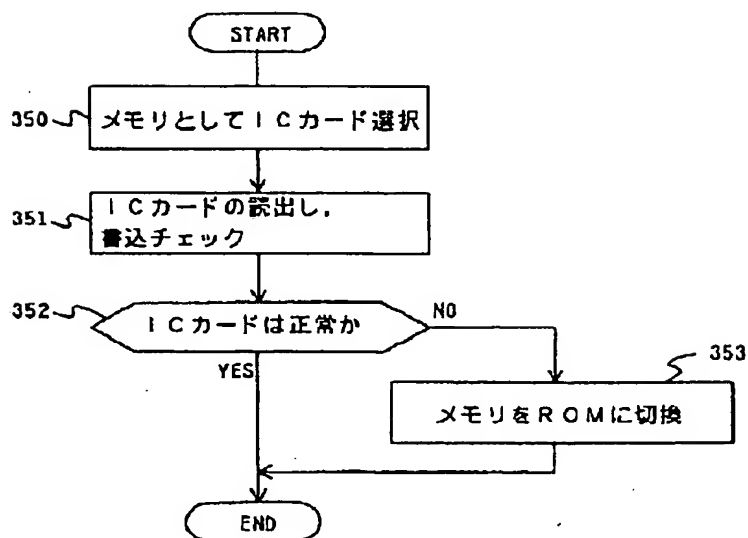 START
350
メモリとしてICカード選択
351
ICカードの読出し,
書込チェック
352
ICカードは正常か
NO
YES
353
メモリをROMに切換
END